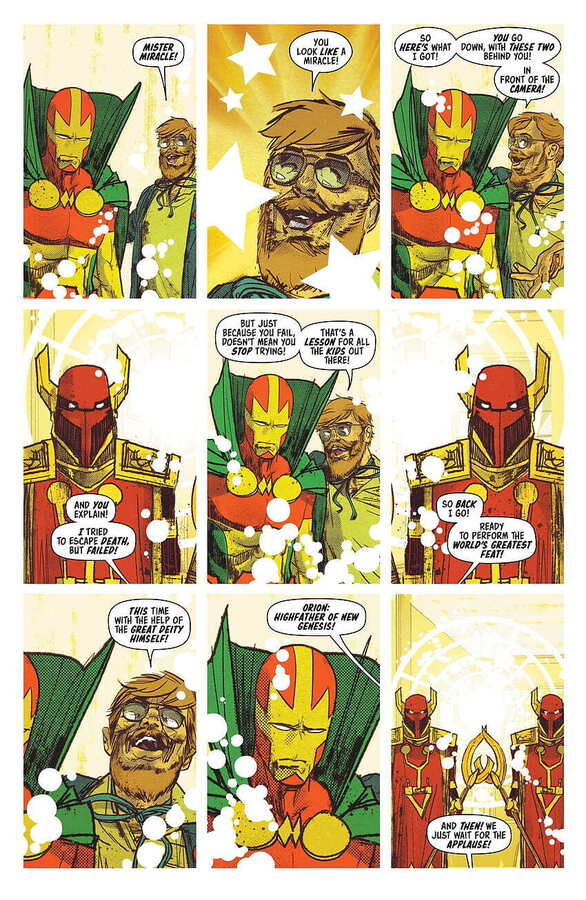 MISTER
MIRACLE!
YOU
LOOK LIKE A
MIRACLE!
SO
HERE'S WHAT
I GOT!
YOU GO
DOWN, WITH THESE TWO
BEHIND YOU!
IN
FRONT OF THE
CAMERA!
AND YOU
EXPLAIN!
I TRIED
TO ESCAPE DEATH,
BUT FAILED!
BUT JUST
BECAUSE YOU FAIL,
DOESN'T MEAN YOU
STOP TRYING!
THAT'S A
LESSON FOR ALL
THE KIDS OUT
THERE!
SO BACK
I GO!
READY
TO PERFORM THE
WORLD'S GREATEST
FEAT!
THIS TIME
WITH THE HELP OF
THE GREAT DEITY
HIMSELF!
ORION:
HIGHFATHER OF NEW
GENESIS!
AND THEN! WE
JUST WAIT FOR THE
APPLAUSE!